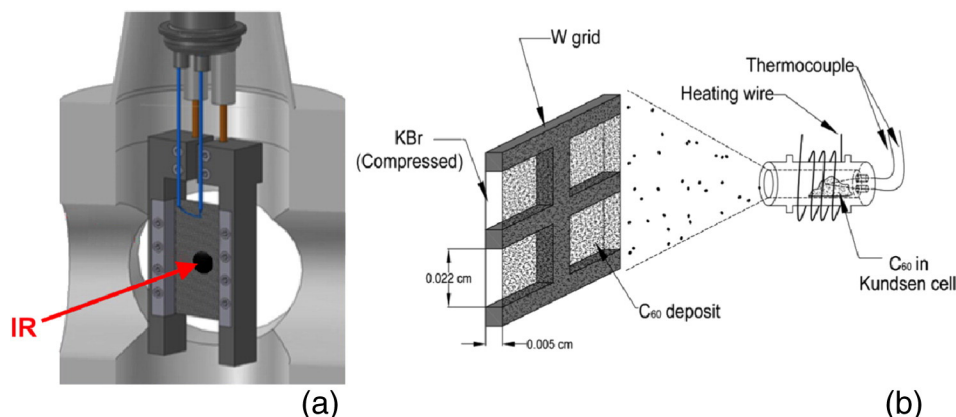 IR
(a)
W grid
KBr
(Compressed)
0.022 cm
0.005 cm
C₆₀ deposit
Thermocouple
Heating wire
C₆₀ in
Kundsen cell
(b)